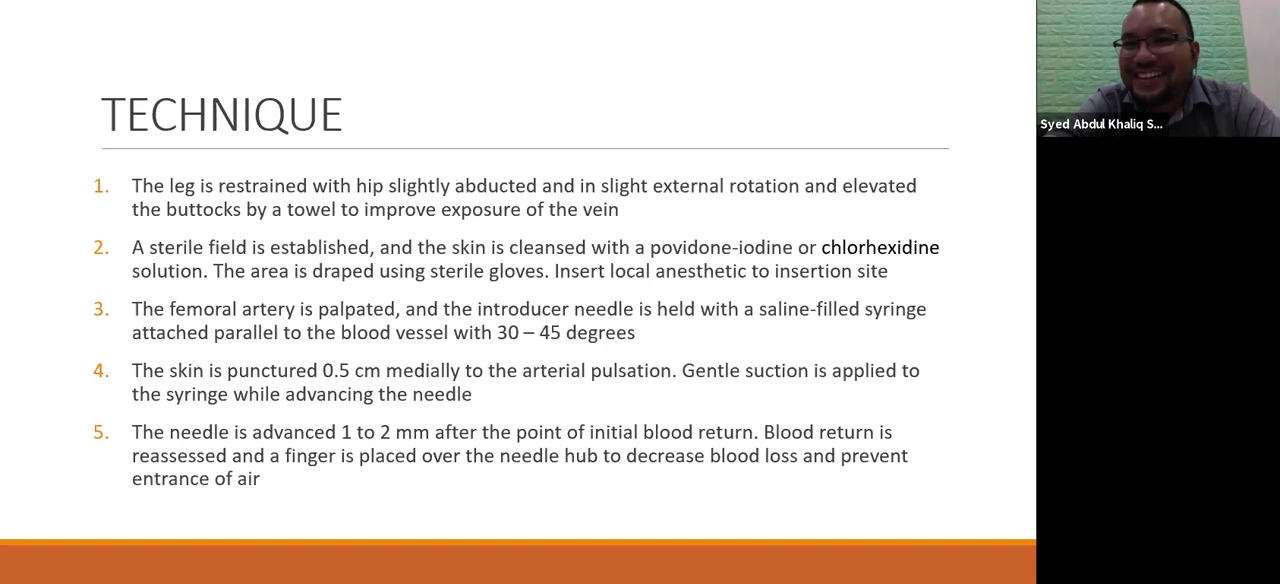 TECHNIQUE
1. The leg is restrained with hip slightly abducted and in slight external rotation and elevated
the buttocks by a towel to improve exposure of the vein
2. A sterile field is established, and the skin is cleansed with a povidone-iodine or chlorhexidine
solution. The area is draped using sterile gloves. Insert local anesthetic to insertion site
3. The femoral artery is palpated, and the introducer needle is held with a saline-filled syringe
attached parallel to the blood vessel with 30 – 45 degrees
4. The skin is punctured 0.5 cm medially to the arterial pulsation. Gentle suction is applied to
the syringe while advancing the needle
5. The needle is advanced 1 to 2 mm after the point of initial blood return. Blood return is
reassessed and a finger is placed over the needle hub to decrease blood loss and prevent
entrance of air
Syed Abdul Khaliq S...